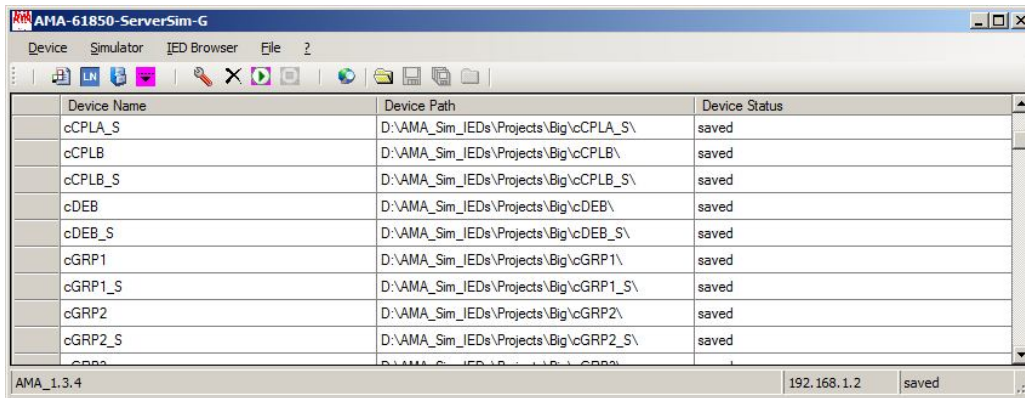 AMA-61850-ServerSim-G
Device Simulator IED Browser File ?
LN
Device Name Device Path Device Status
cCPLA_S D:\AMA_Sim_IEDs\Projects\Big\cCPLA_S\ saved
cCPLB D:\AMA_Sim_IEDs\Projects\Big\cCPLB\ saved
cCPLB_S D:\AMA_Sim_IEDs\Projects\Big\cCPLB_S\ saved
cDEB D:\AMA_Sim_IEDs\Projects\Big\cDEB\ saved
cDEB_S D:\AMA_Sim_IEDs\Projects\Big\cDEB_S\ saved
cGRP1 D:\AMA_Sim_IEDs\Projects\Big\cGRP1\ saved
cGRP1_S D:\AMA_Sim_IEDs\Projects\Big\cGRP1_S\ saved
cGRP2 D:\AMA_Sim_IEDs\Projects\Big\cGRP2\ saved
cGRP2_S D:\AMA_Sim_IEDs\Projects\Big\cGRP2_S\ saved
AMA_1.3.4 192.168.1.2 saved